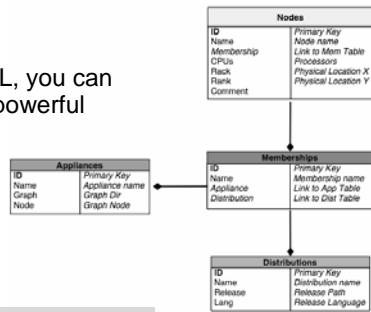 Nodes
ID Primary Key
Name Node name
Membership Link to Mem Table
CPUs Processors
Rack Physical Location X
Rank Physical Location Y
Comment
L, you can
powerful
Appliances
ID Primary Key
Name Appliance name
Graph Graph Dir
Node Graph Node
Memberships
ID Primary Key
Name Membership name
Appliance Link to App Table
Distribution Link to Dist Table
Distributions
ID Primary Key
Name Distribution name
Release Release Path
Lang Release Language